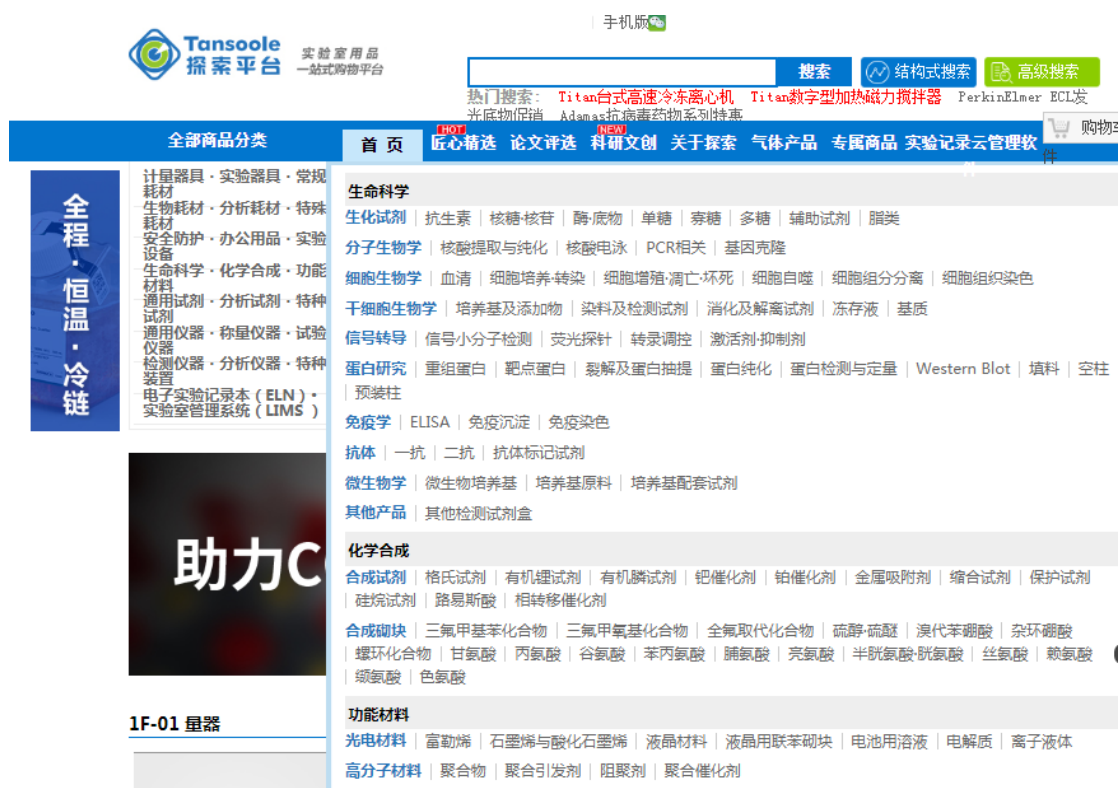 手机版
Tansoole
探索平台
实验室用品
一站式购物平台
搜索
结构式搜索
高级搜索
热门搜索: Titan台式高速冷冻离心机 Titan数字型加热磁力搅拌器 PerkinElmer ECL发
光底物促销 Adamas抗病毒药物系列特惠
购物车
件
全部商品分类
首 页
HOT
匠心精选
论文评选
NEW
科研文创
关于探索
气体产品
专属商品
实验记录云管理软
件
全程·恒温·冷链
计量器具·实验器具·常规
耗材
生物耗材·分析耗材·特殊
耗材
安全防护·办公用品·实验
设备
生命科学·化学合成·功能
材料
通用试剂·分析试剂·特种
试剂
通用仪器·称量仪器·试验
仪器
检测仪器·分析仪器·特种
装置
电子实验记录本(ELN)·
实验室管理系统(LIMS )
生命科学
生化试剂 | 抗生素 | 核糖·核苷 | 酶·底物 | 单糖 | 寡糖 | 多糖 | 辅助试剂 | 脂类
分子生物学 | 核酸提取与纯化 | 核酸电泳 | PCR相关 | 基因克隆
细胞生物学 | 血清 | 细胞培养·转染 | 细胞增殖·凋亡·坏死 | 细胞自噬 | 细胞组分分离 | 细胞组织染色
干细胞生物学 | 培养基及添加物 | 染料及检测试剂 | 消化及解离试剂 | 冻存液 | 基质
信号转导 | 信号小分子检测 | 荧光探针 | 转录调控 | 激活剂·抑制剂
蛋白研究 | 重组蛋白 | 靶点蛋白 | 裂解及蛋白抽提 | 蛋白纯化 | 蛋白检测与定量 | Western Blot | 填料 | 空柱
| 预装柱
免疫学 | ELISA | 免疫沉淀 | 免疫染色
抗体 | 一抗 | 二抗 | 抗体标记试剂
微生物学 | 微生物培养基 | 培养基原料 | 培养基配套试剂
其他产品 | 其他检测试剂盒
化学合成
合成试剂 | 格氏试剂 | 有机锂试剂 | 有机膦试剂 | 钯催化剂 | 铂催化剂 | 金属吸附剂 | 缩合试剂 | 保护试剂
| 硅烷试剂 | 路易斯酸 | 相转移催化剂
合成砌块 | 三氟甲基苯化合物 | 三氟甲氧基化合物 | 全氟取代化合物 | 硫醇·硫醚 | 溴代苯硼酸 | 杂环硼酸
| 螺环化合物 | 甘氨酸 | 丙氨酸 | 谷氨酸 | 苯丙氨酸 | 脯氨酸 | 亮氨酸 | 半胱氨酸·胱氨酸 | 丝氨酸 | 赖氨酸
| 缬氨酸 | 色氨酸
功能材料
光电材料 | 富勒烯 | 石墨烯与酸化石墨烯 | 液晶材料 | 液晶用联苯砌块 | 电池用溶液 | 电解质 | 离子液体
高分子材料 | 聚合物 | 聚合引发剂 | 阻聚剂 | 聚合催化剂
助力C
1F-01 量器